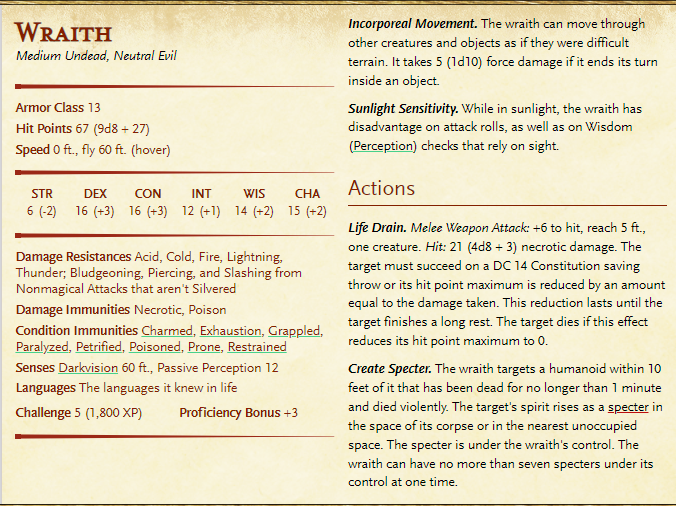 WRAITH
Medium Undead, Neutral Evil
Armor Class 13
Hit Points 67 (9d8 + 27)
Speed 0 ft., fly 60 ft. (hover)
STR DEX CON INT WIS CHA
6 (-2) 16 (+3) 16 (+3) 12 (+1) 14 (+2) 15 (+2)
Damage Resistances Acid, Cold, Fire, Lightning,
Thunder; Bludgeoning, Piercing, and Slashing from
Nonmagical Attacks that aren't Silvered
Damage Immunities Necrotic, Poison
Condition Immunities Charmed, Exhaustion, Grappled,
Paralyzed, Petrified, Poisoned, Prone, Restrained
Senses Darkvision 60 ft., Passive Perception 12
Languages The languages it knew in life
Challenge 5 (1,800 XP) Proficiency Bonus +3
Incorporeal Movement. The wraith can move through
other creatures and objects as if they were difficult
terrain. It takes 5 (1d10) force damage if it ends its turn
inside an object.
Sunlight Sensitivity. While in sunlight, the wraith has
disadvantage on attack rolls, as well as on Wisdom
(Perception) checks that rely on sight.
Actions
Life Drain. Melee Weapon Attack: +6 to hit, reach 5 ft.,
one creature. Hit: 21 (4d8 + 3) necrotic damage. The
target must succeed on a DC 14 Constitution saving
throw or its hit point maximum is reduced by an amount
equal to the damage taken. This reduction lasts until the
target finishes a long rest. The target dies if this effect
reduces its hit point maximum to 0.
Create Specter. The wraith targets a humanoid within 10
feet of it that has been dead for no longer than 1 minute
and died violently. The target's spirit rises as a specter in
the space of its corpse or in the nearest unoccupied
space. The specter is under the wraith's control. The
wraith can have no more than seven specters under its
control at one time.